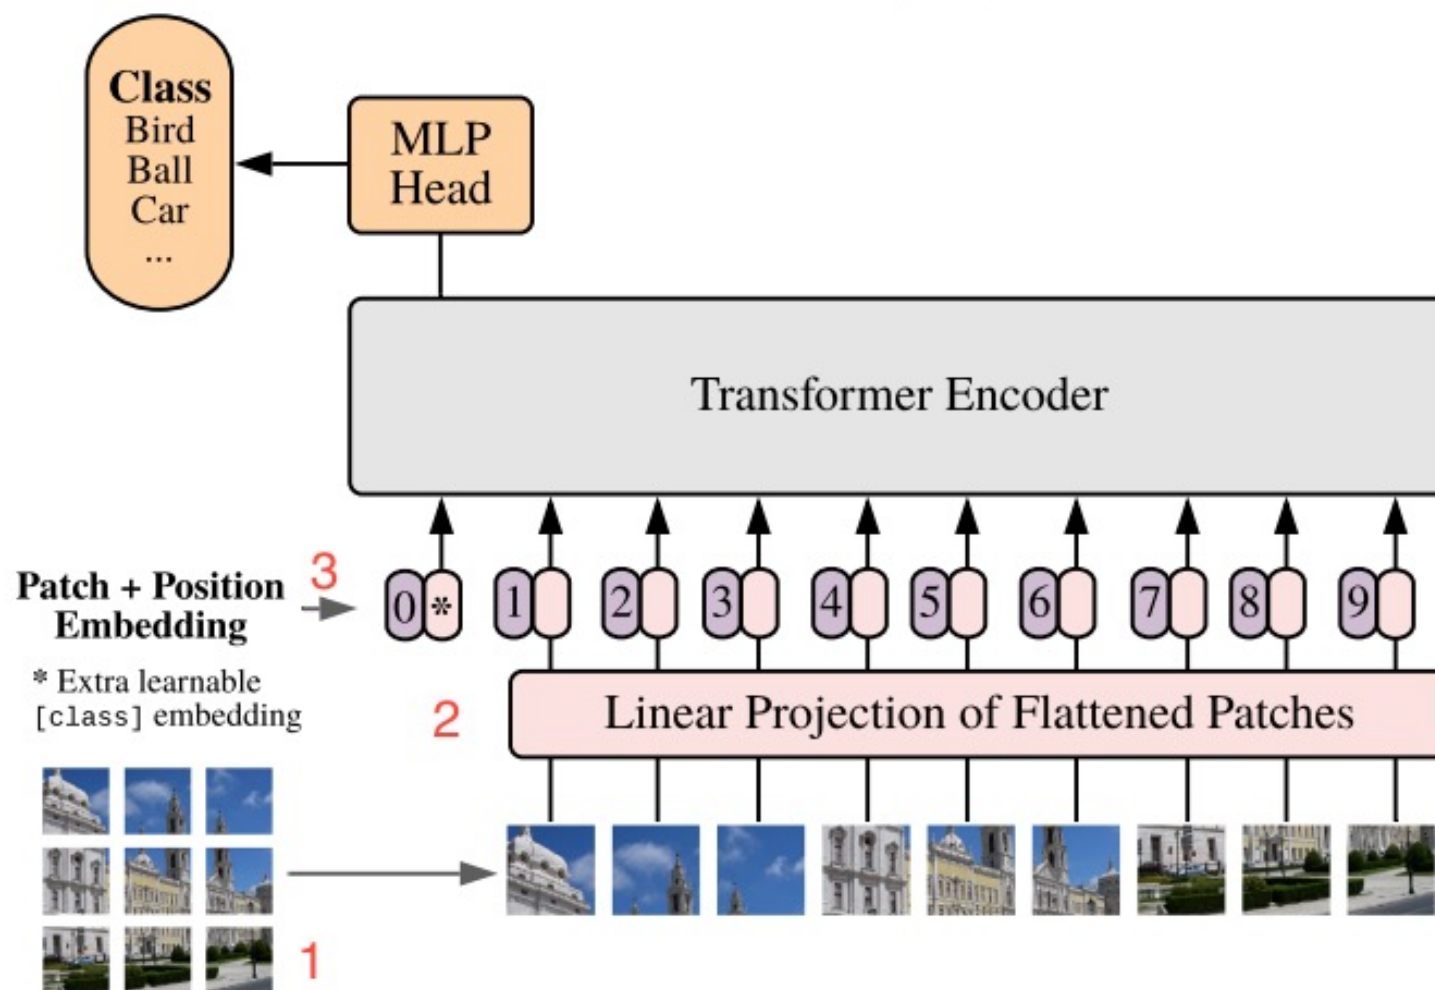 Class
Bird
Ball
Car
...
MLP
Head
Transformer Encoder
3
Patch + Position
Embedding
0 * 1 2 3 4 5 6 7 8 9
* Extra learnable
[class] embedding
2
Linear Projection of Flattened Patches
1